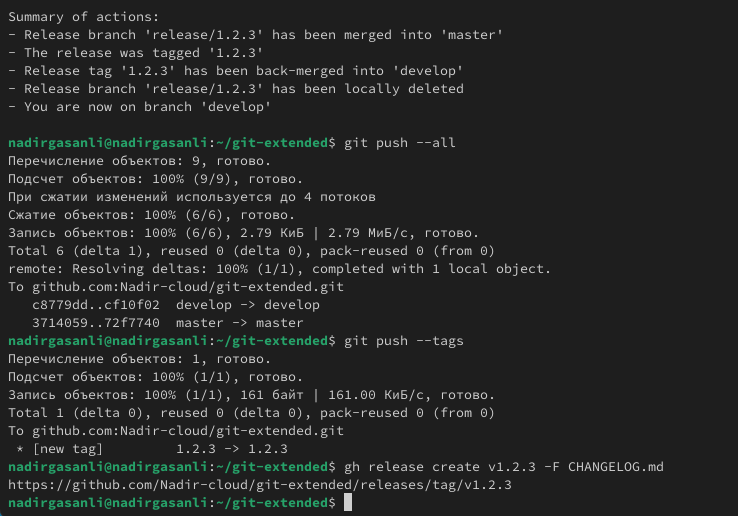 Summary of actions:
- Release branch 'release/1.2.3' has been merged into 'master'
- The release was tagged '1.2.3'
- Release tag '1.2.3' has been back-merged into 'develop'
- Release branch 'release/1.2.3' has been locally deleted
- You are now on branch 'develop'

nadirgasanli@nadirgasanli:~/git-extended$ git push --all
Перечисление объектов: 9, готово.
Подсчет объектов: 100% (9/9), готово.
При сжатии изменений используется до 4 потоков
Сжатие объектов: 100% (6/6), готово.
Запись объектов: 100% (6/6), 2.79 КиБ | 2.79 МиБ/с, готово.
Total 6 (delta 1), reused 0 (delta 0), pack-reused 0 (from 0)
remote: Resolving deltas: 100% (1/1), completed with 1 local object.
To github.com:Nadir-cloud/git-extended.git
   c8779dd..cf10f02  develop -> develop
   3714059..72f7740  master -> master
nadirgasanli@nadirgasanli:~/git-extended$ git push --tags
Перечисление объектов: 1, готово.
Подсчет объектов: 100% (1/1), готово.
Запись объектов: 100% (1/1), 161 байт | 161.00 КиБ/с, готово.
Total 1 (delta 0), reused 0 (delta 0), pack-reused 0 (from 0)
To github.com:Nadir-cloud/git-extended.git
 * [new tag]         1.2.3 -> 1.2.3
nadirgasanli@nadirgasanli:~/git-extended$ gh release create v1.2.3 -F CHANGELOG.md
https://github.com/Nadir-cloud/git-extended/releases/tag/v1.2.3
nadirgasanli@nadirgasanli:~/git-extended$